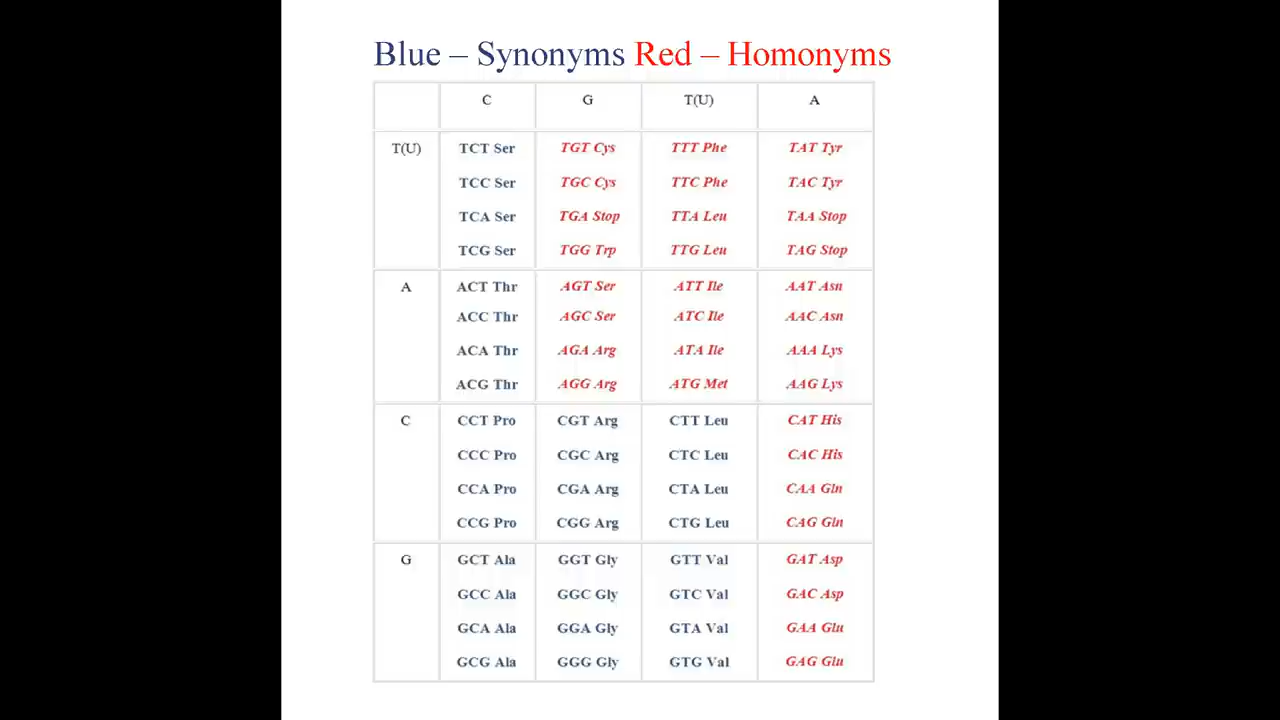 Blue – Synonyms Red – Homonyms
C G T(U) A
T(U) TCT Ser TGT Cys TTT Phe TAT Tyr
TCC Ser TGC Cys TTC Phe TAC Tyr
TCA Ser TGA Stop TTA Leu TAA Stop
TCG Ser TGG Trp TTG Leu TAG Stop
A ACT Thr AGT Ser ATT Ile AAT Asn
ACC Thr AGC Ser ATC Ile AAC Asn
ACA Thr AGA Arg ATA Ile AAA Lys
ACG Thr AGG Arg ATG Met AAG Lys
C CCT Pro CGT Arg CTT Leu CAT His
CCC Pro CGC Arg CTC Leu CAC His
CCA Pro CGA Arg CTA Leu CAA Gln
CCG Pro CGG Arg CTG Leu CAG Gln
G GCT Ala GGT Gly GTT Val GAT Asp
GCC Ala GGC Gly GTC Val GAC Asp
GCA Ala GGA Gly GTA Val GAA Glu
GCG Ala GGG Gly GTG Val GAG Glu